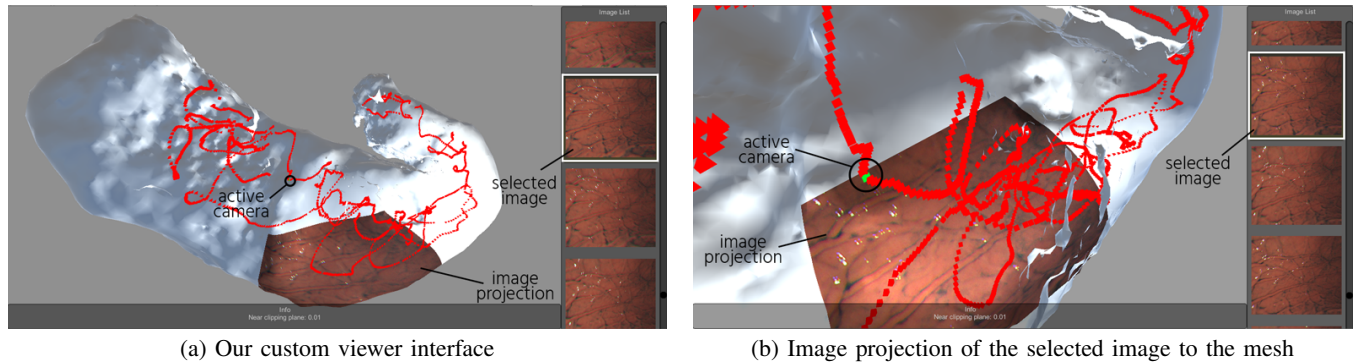 Image List
selected
image
active
camera
image
projection
Info
Near clipping plane: 0.01
(a) Our custom viewer interface
Image List
active
camera
selected
image
image
projection
Info
Near clipping plane: 0.01
(b) Image projection of the selected image to the mesh